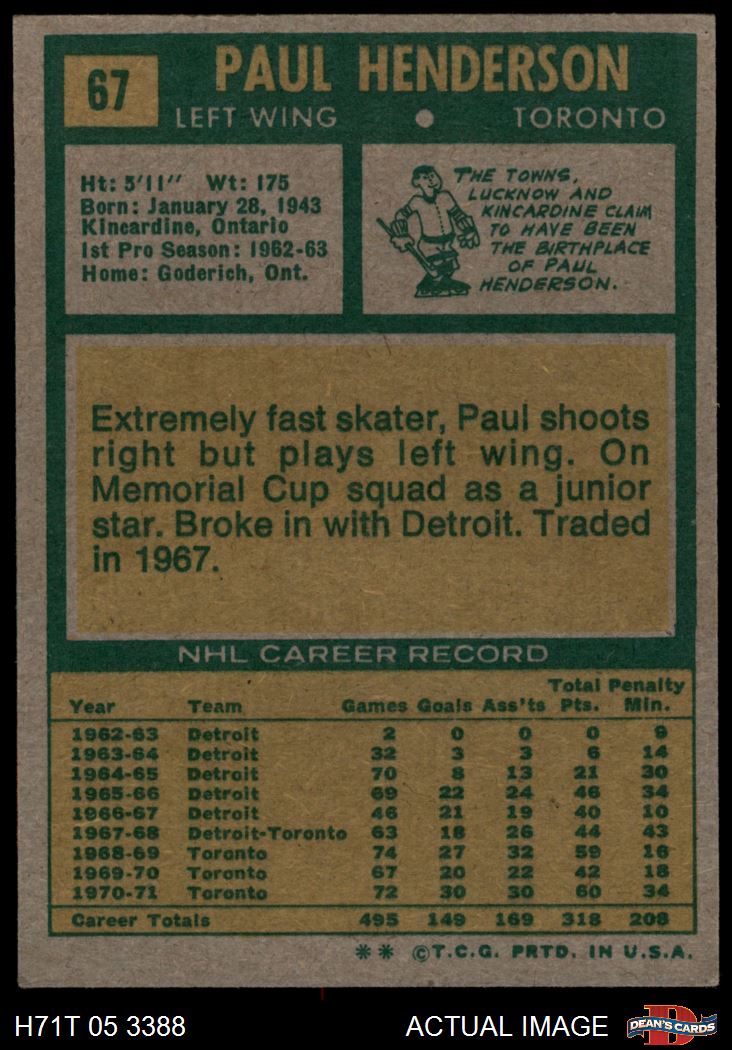 67
PAUL HENDERSON
LEFT WING • TORONTO
Ht: 5'11'' Wt: 175
Born: January 28, 1943
Kincardine, Ontario
1st Pro Season: 1962-63
Home: Goderich, Ont.
THE TOWNS,
LUCKNOW AND
KINCARDINE CLAIM
TO HAVE BEEN
THE BIRTHPLACE
OF PAUL
HENDERSON.
Extremely fast skater, Paul shoots
right but plays left wing. On
Memorial Cup squad as a junior
star. Broke in with Detroit. Traded
in 1967.
NHL CAREER RECORD
Year Team Games Goals Ass'ts Total Pts. Penalty Min.
1962-63 Detroit 2 0 0 0 9
1963-64 Detroit 32 3 3 6 14
1964-65 Detroit 70 8 13 21 30
1965-66 Detroit 69 22 24 46 34
1966-67 Detroit 46 21 19 40 10
1967-68 Detroit-Toronto 63 18 26 44 43
1968-69 Toronto 74 27 32 59 16
1969-70 Toronto 67 20 22 42 18
1970-71 Toronto 72 30 30 60 34
Career Totals 495 149 169 318 208
** ©T.C.G. PRTD. IN U.S.A.
H71T 05 3388 ACTUAL IMAGE
D
DEAN'S CARDS